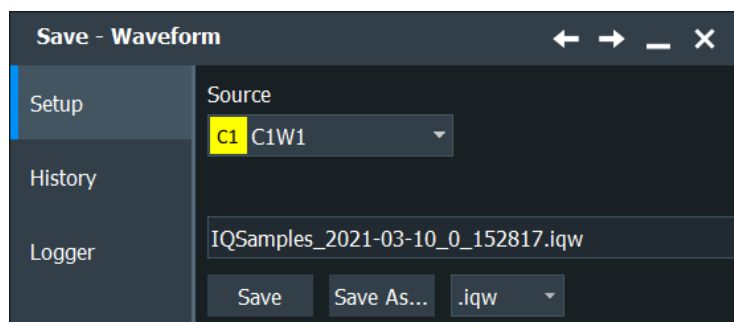 Save - Waveform
Setup
Source
C1 C1W1
History
IQSamples_2021-03-10_0_152817.iqw
Logger
Save Save As... .iqw